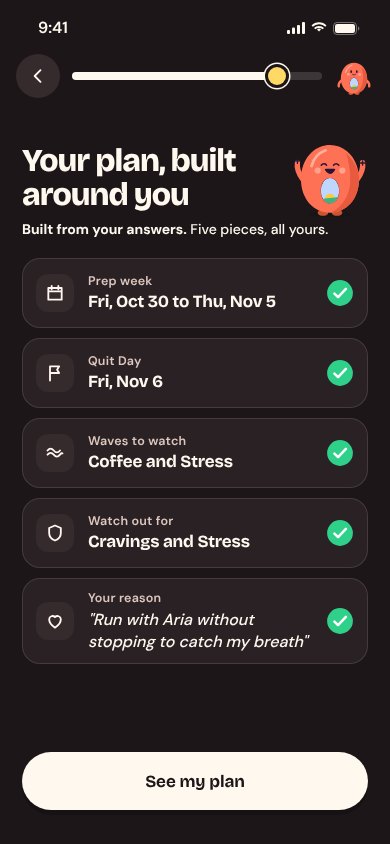 9:41
Your plan, built
around you
Built from your answers. Five pieces, all yours.
Prep week
Fri, Oct 30 to Thu, Nov 5
Quit Day
Fri, Nov 6
Waves to watch
Coffee and Stress
Watch out for
Cravings and Stress
Your reason
"Run with Aria without
stopping to catch my breath"
See my plan